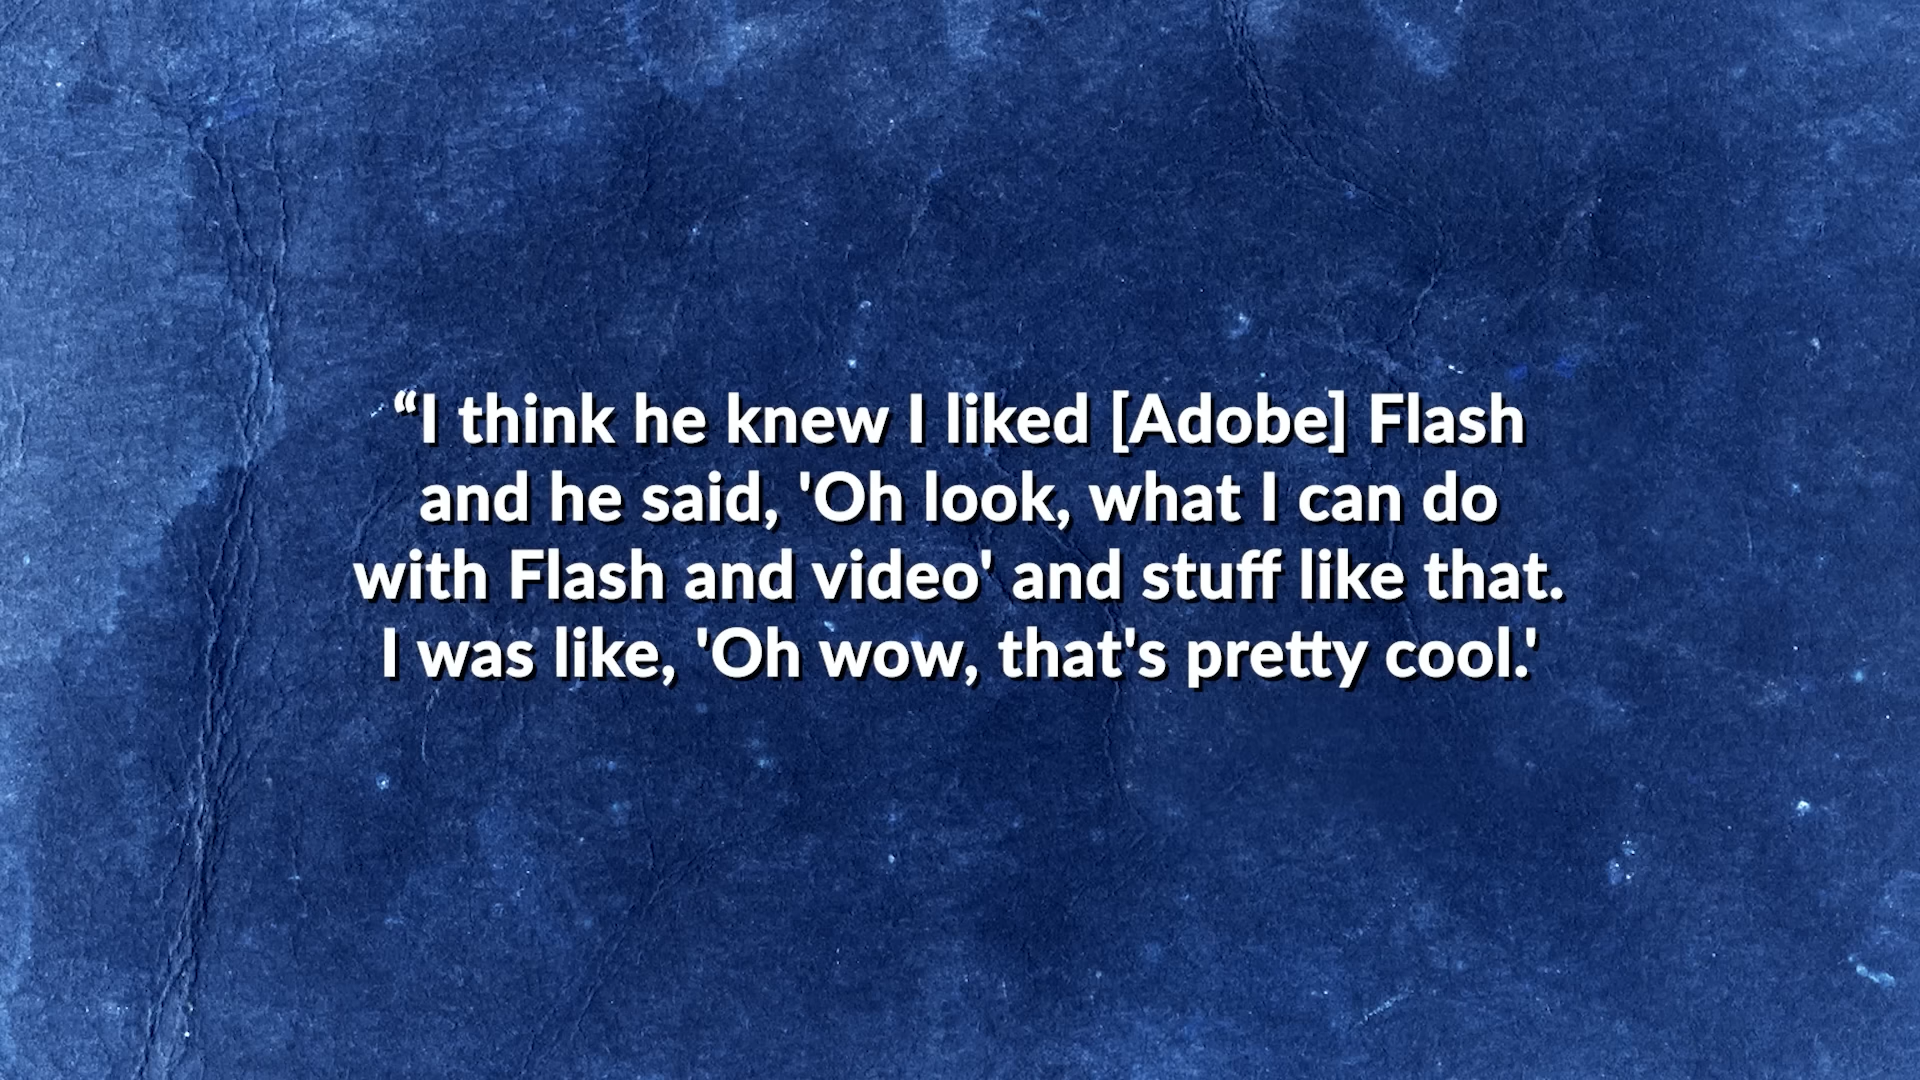 “I think he knew I liked [Adobe] Flash
and he said, 'Oh look, what I can do
with Flash and video' and stuff like that.
I was like, 'Oh wow, that's pretty cool.'